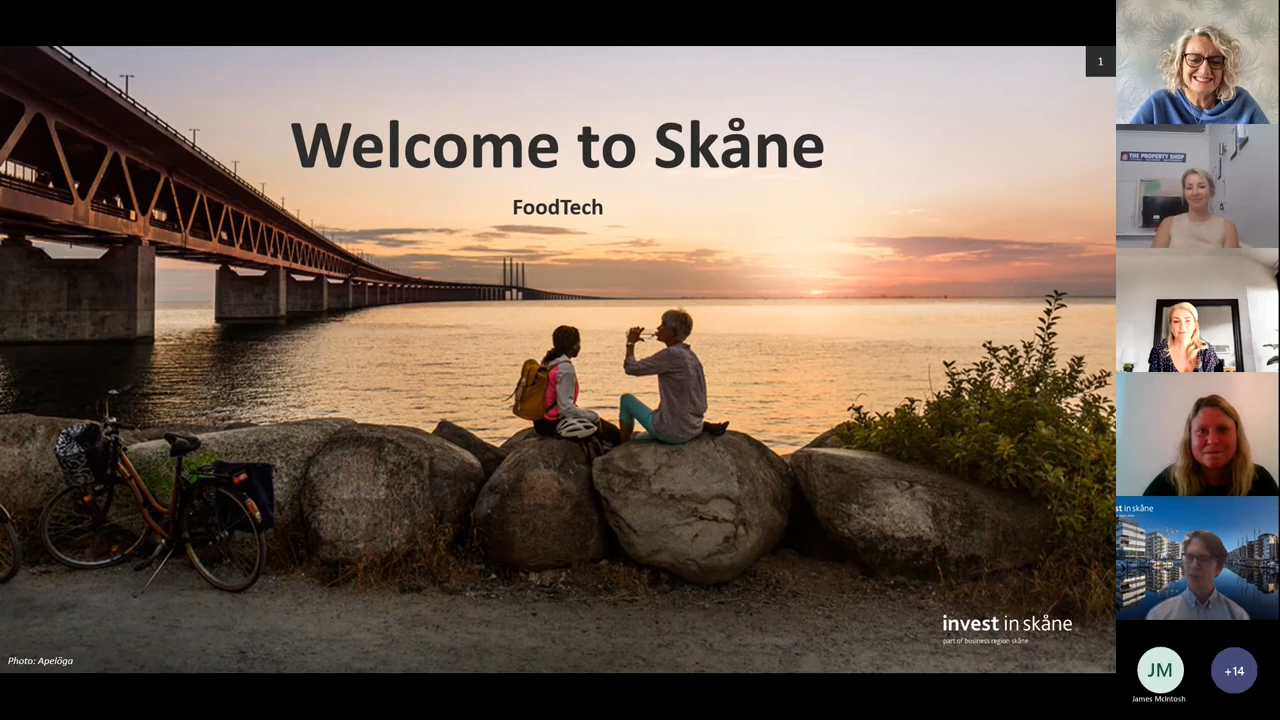 1
Welcome to Skåne
FoodTech
invest in skåne
part of business region skåne
Photo: Apelöga
THE PROPERTY SHOP
st in skåne
JM
James McIntosh
+14